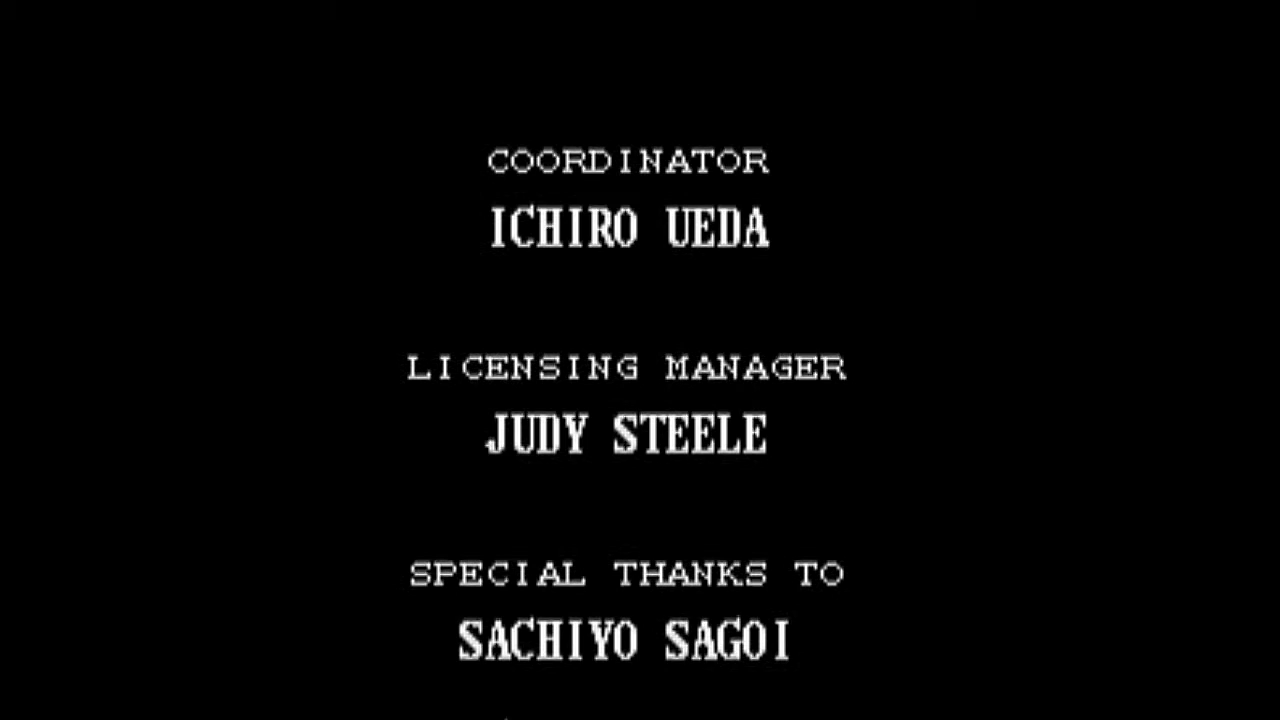 COORDINATOR
ICHIRO UEDA
LICENSING MANAGER
JUDY STEELE
SPECIAL THANKS TO
SACHIYO SAGOI